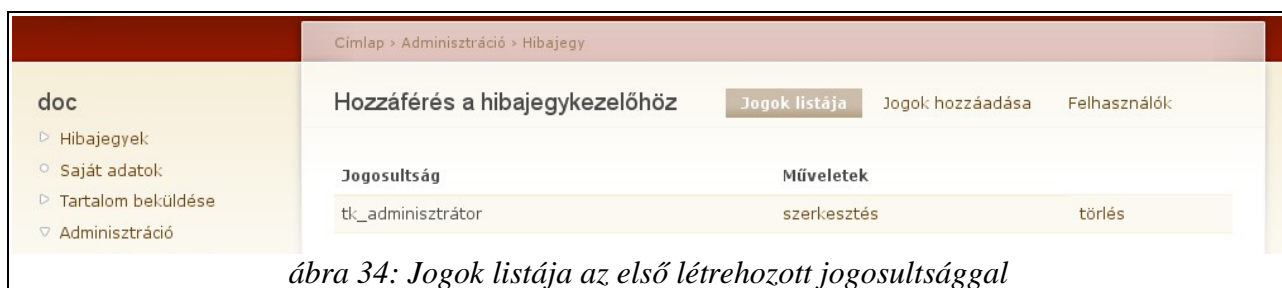 Címlap › Adminisztráció › Hibajegy
doc
Hibajegyek
Saját adatok
Tartalom beküldése
Adminisztráció
Hozzáférés a hibajegykezelőhöz
Jogok listája Jogok hozzáadása Felhasználók
Jogosultság Műveletek
tk_adminisztrátor szerkesztés törlés
ábra 34: Jogok listája az első létrehozott jogosultsággal